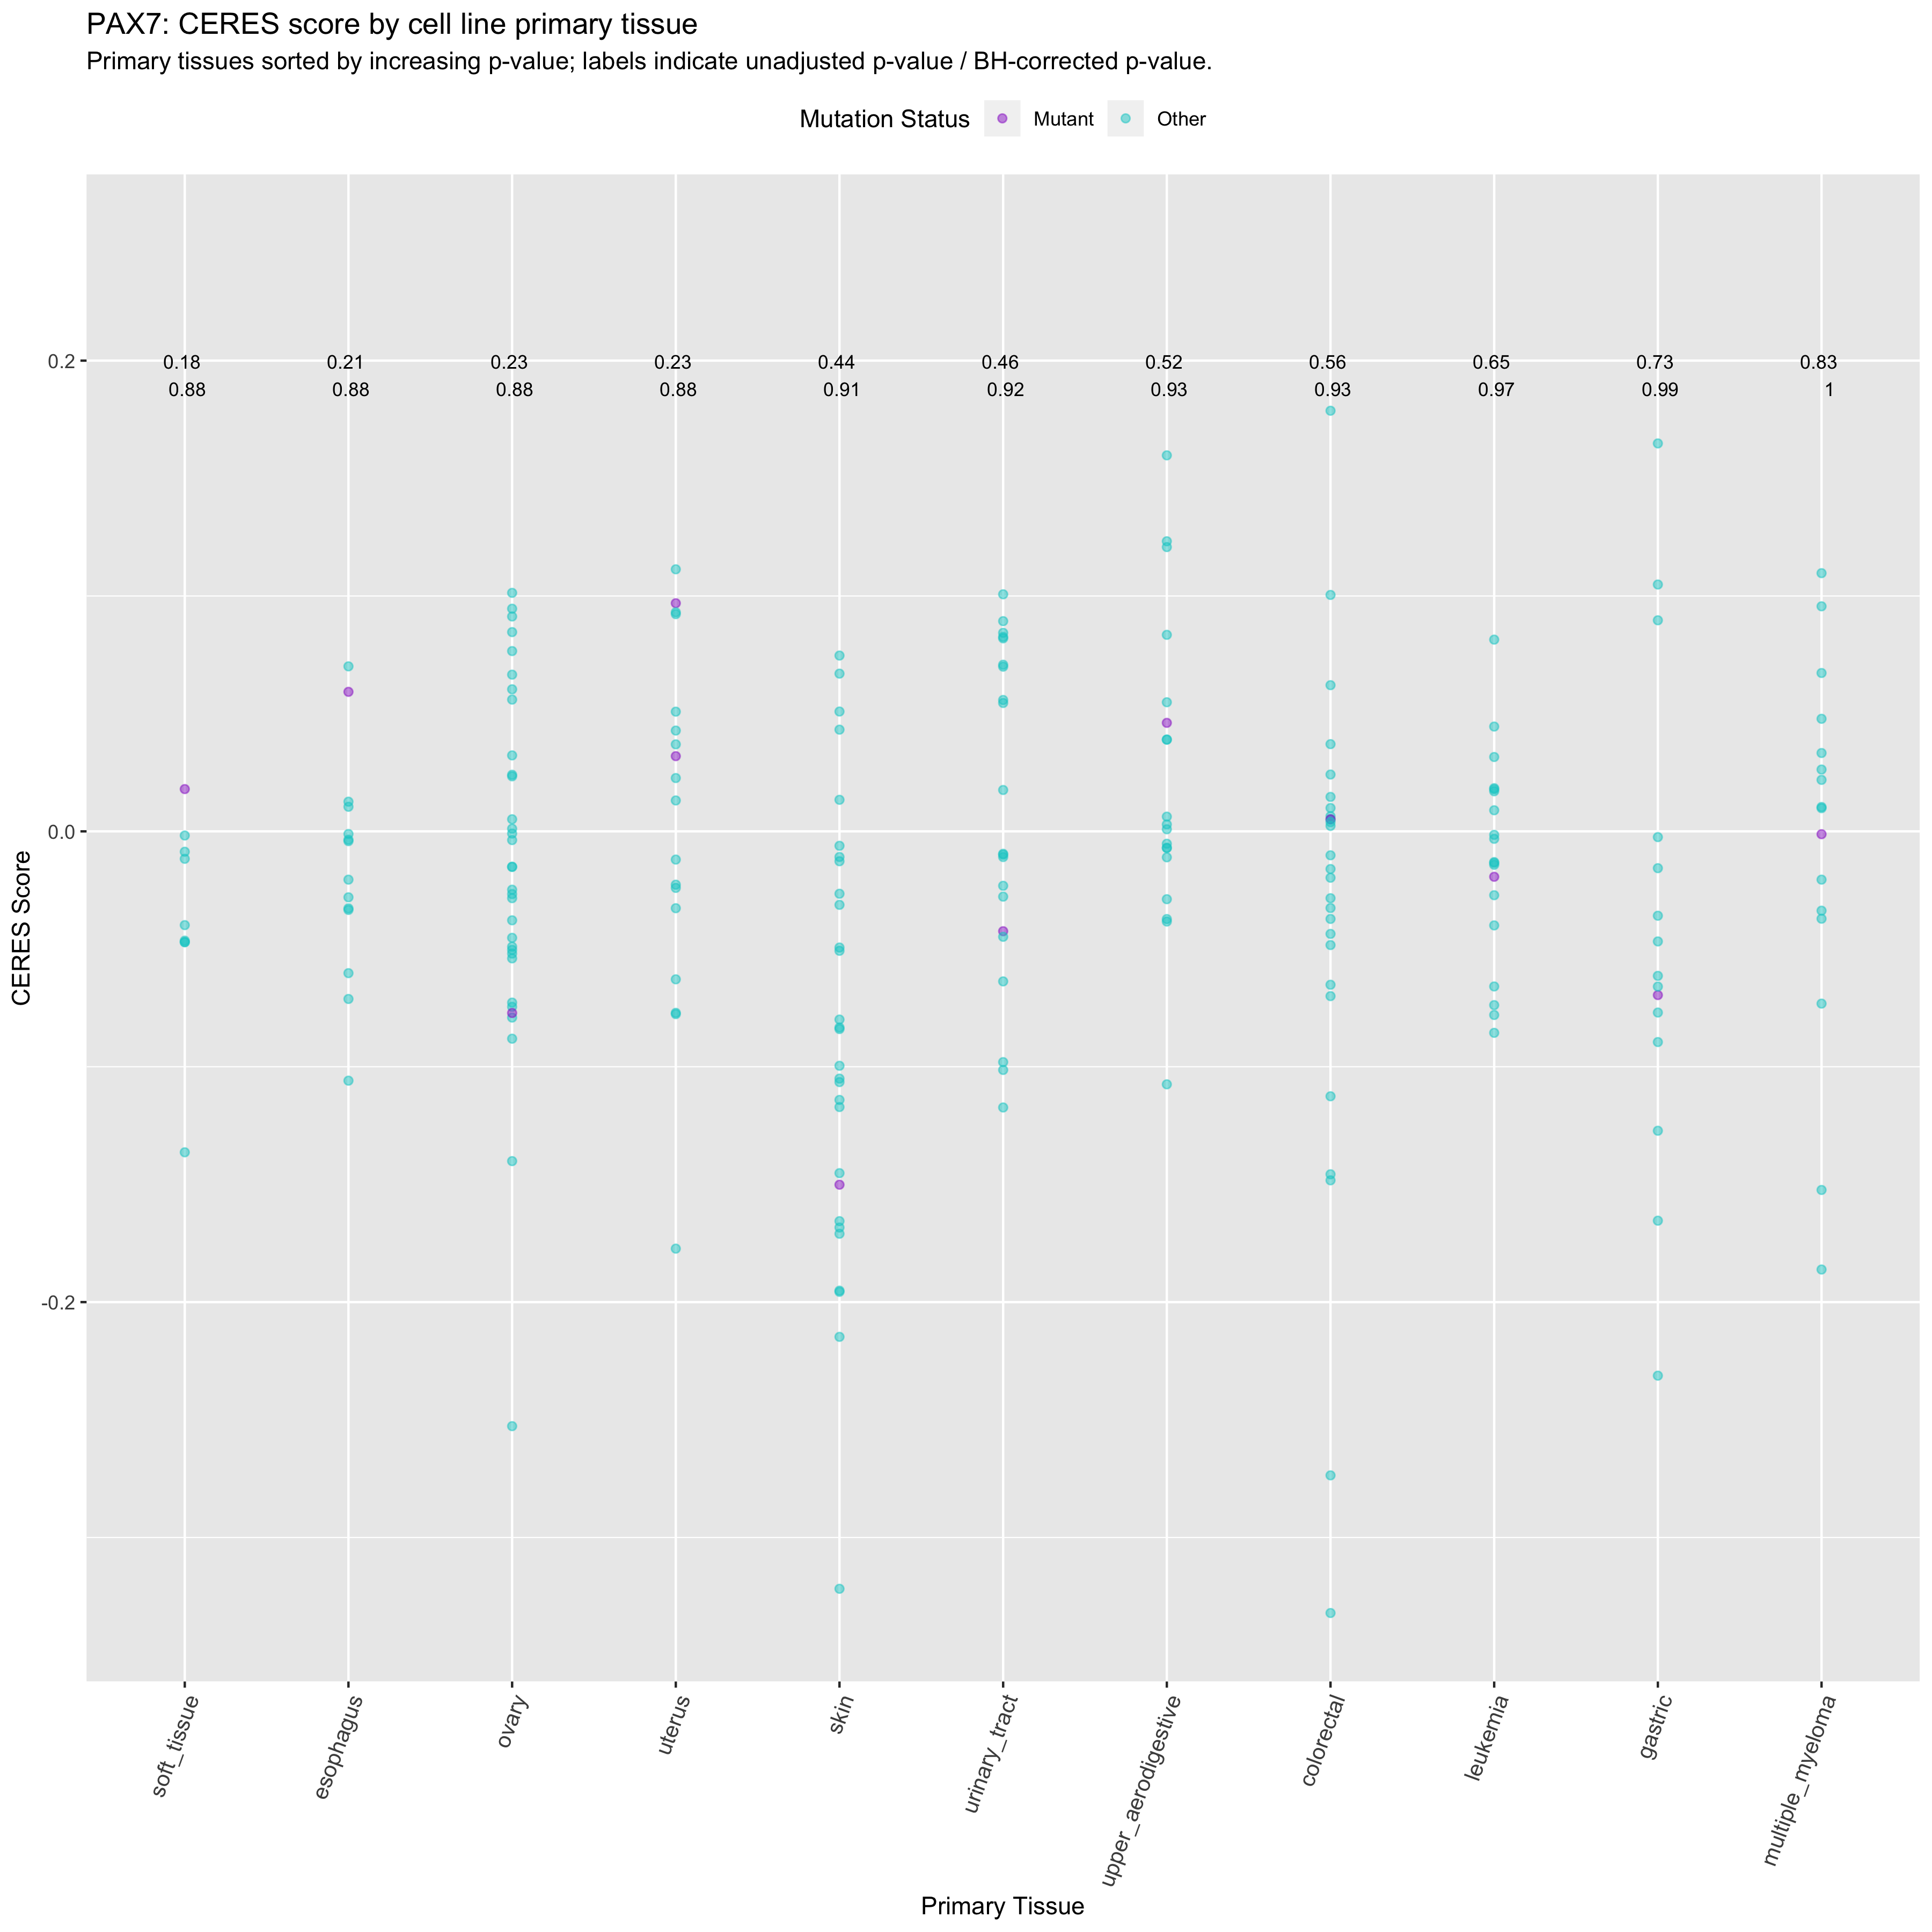 PAX7: CERES score by cell line primary tissue
Primary tissues sorted by increasing p-value; labels indicate unadjusted p-value / BH-corrected p-value.
Mutation Status Mutant Other
0.2
0.18 0.21 0.23 0.23 0.44 0.46 0.52 0.56 0.65 0.73 0.83
0.88 0.88 0.88 0.88 0.91 0.92 0.93 0.93 0.97 0.99 1
0.0
-0.2
CERES Score
soft_tissue
esophagus
ovary
uterus
skin
urinary_tract
upper_aerodigestive
colorectal
leukemia
gastric
multiple_myeloma
Primary Tissue